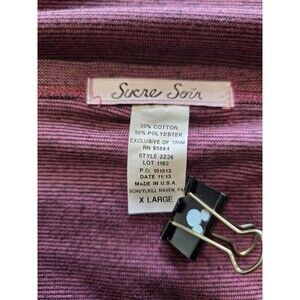 Sucre Soir
50% COTTON
50% POLYESTER
EXCLUSIVE OF TRIM
RN 95884
STYLE 2236
LOT 1192
P.O. 101512
DATE 11/13
MADE IN U.S.A.
SCHUYLKILL HAVEN, PA
X LARGE